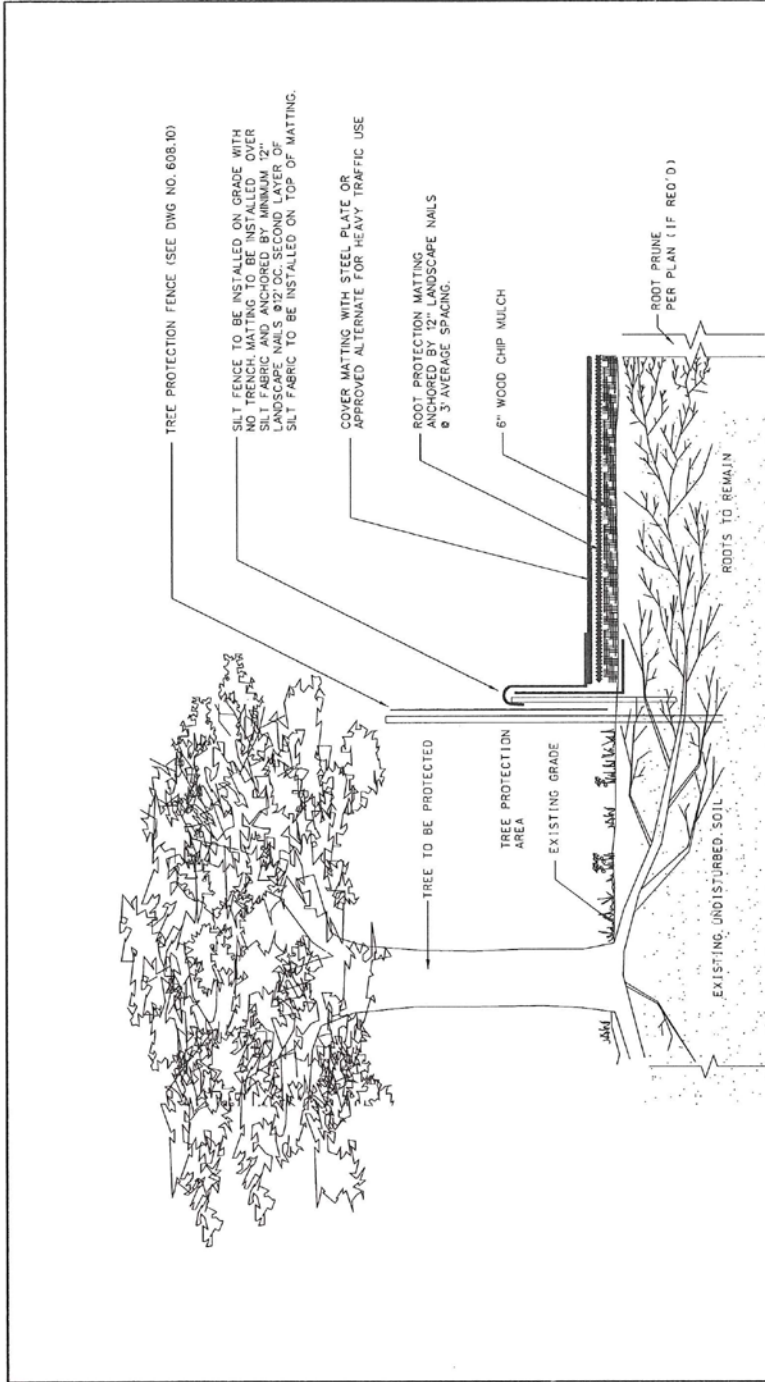 TREE PROTECTION FENCE (SEE DWG NO. 608.10)
SILT FENCE TO BE INSTALLED ON GRADE WITH
NO TRENCH. MATTING TO BE INSTALLED OVER
SILT FABRIC AND ANCHORED BY MINIMUM 12"
LANDSCAPE NAILS @12' OC. SECOND LAYER OF
SILT FABRIC TO BE INSTALLED ON TOP OF MATTING.
COVER MATTING WITH STEEL PLATE OR
APPROVED ALTERNATE FOR HEAVY TRAFFIC USE
ROOT PROTECTION MATTING
ANCHORED BY 12" LANDSCAPE NAILS
@ 3' AVERAGE SPACING.
6" WOOD CHIP MULCH
TREE TO BE PROTECTED
TREE PROTECTION
AREA
EXISTING GRADE
ROOT PRUNE
PER PLAN (IF REQ'D)
EXISTING UNDISTURBED SOIL
ROOTS TO REMAIN